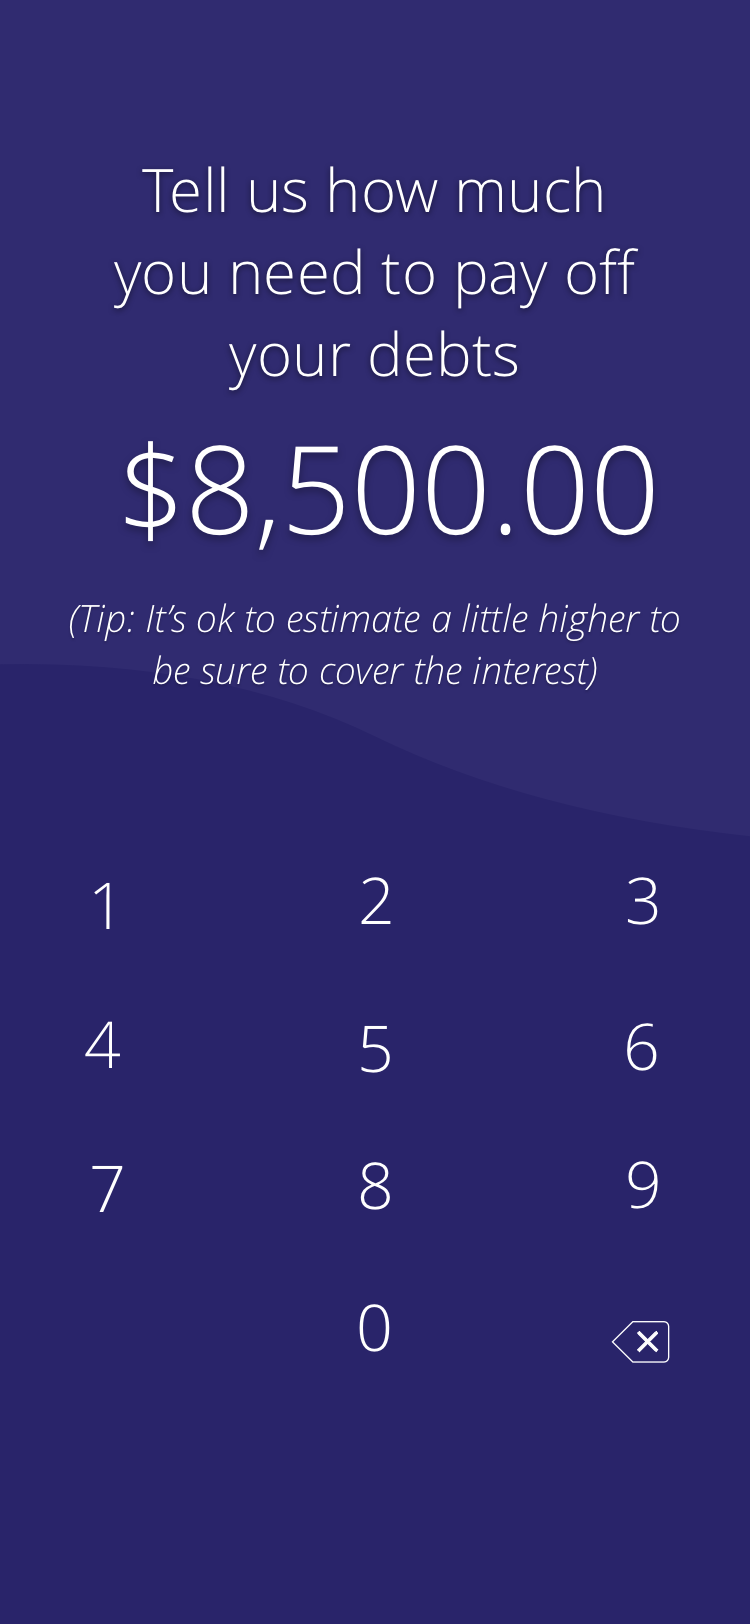 Tell us how much
you need to pay off
your debts
$8,500.00
(Tip: It’s ok to estimate a little higher to
be sure to cover the interest)
1 2 3
4 5 6
7 8 9
0